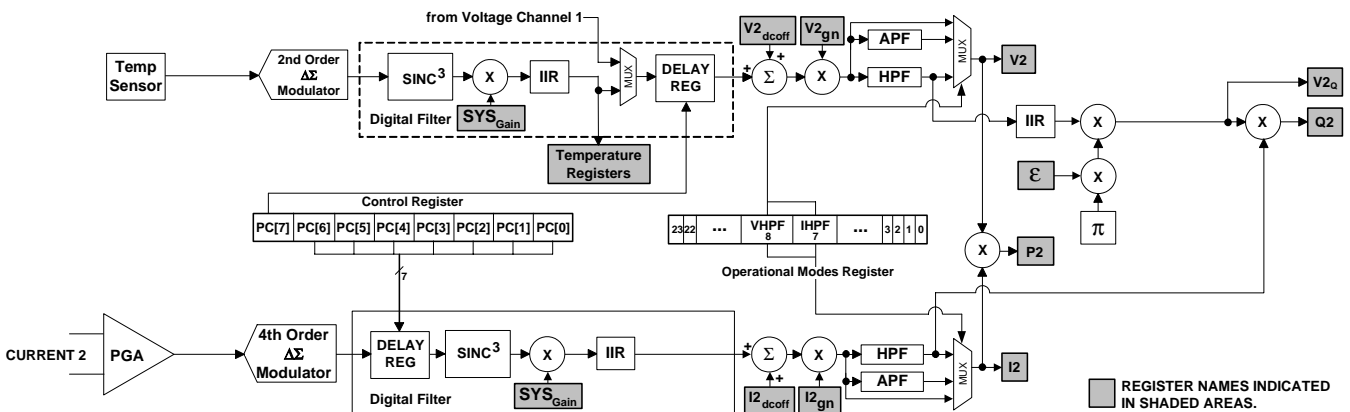 from Voltage Channel 1
V2dcoff
V2gn
Temp
Sensor
2nd Order
ΔΣ
Modulator
SINC3
X
IIR
MUX
DELAY
REG
+
+
Σ
X
APF
HPF
MUX
V2
Digital Filter
SYSGain
Temperature
Registers
IIR
X
X
V2Q
Q2
ε
X
π
Control Register
PC[7] PC[6] PC[5] PC[4] PC[3] PC[2] PC[1] PC[0]
7
23 22 ... VHPF 8 IHPF 7 ... 3 2 1 0
Operational Modes Register
X
P2
CURRENT 2
PGA
4th Order
ΔΣ
Modulator
DELAY
REG
SINC3
X
IIR
+
+
Σ
X
HPF
APF
MUX
I2
Digital Filter
SYSGain
I2dcoff
I2gn
REGISTER NAMES INDICATED
IN SHADED AREAS.